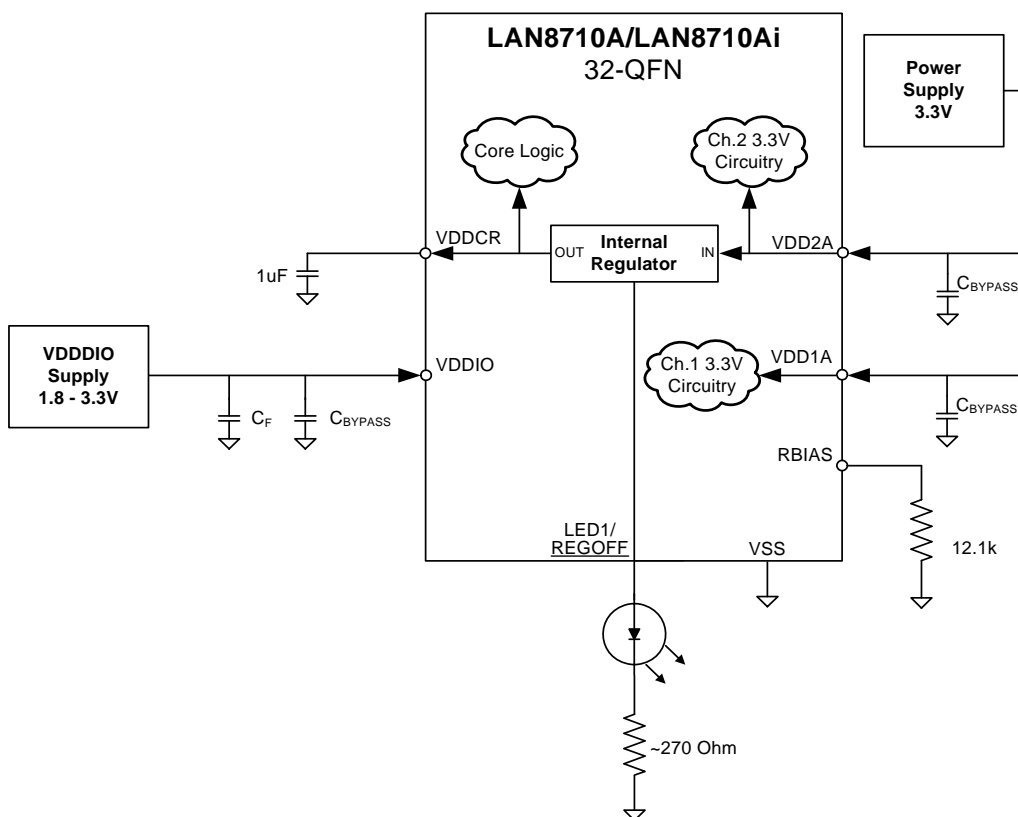 LAN8710A/LAN8710Ai
32-QFN
Power
Supply
3.3V
Core Logic
Ch.2 3.3V
Circuitry
VDDCR
OUT
Internal
Regulator
IN
VDD2A
1uF
CBYPASS
VDDDIO
Supply
1.8 - 3.3V
VDDIO
CF
CBYPASS
Ch.1 3.3V
Circuitry
VDD1A
CBYPASS
RBIAS
12.1k
LED1/
REGOFF
VSS
~270 Ohm